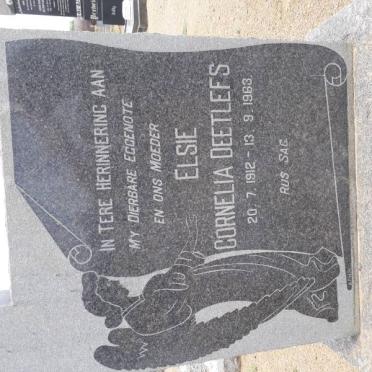 IN TERE HERINNERING AAN
MY DIERBARE EGGENOTE
EN ONS MOEDER
ELSIE
CORNELIA DEETLEFS
20. 7. 1912 - 13. 9. 1983.
RUS SAG.